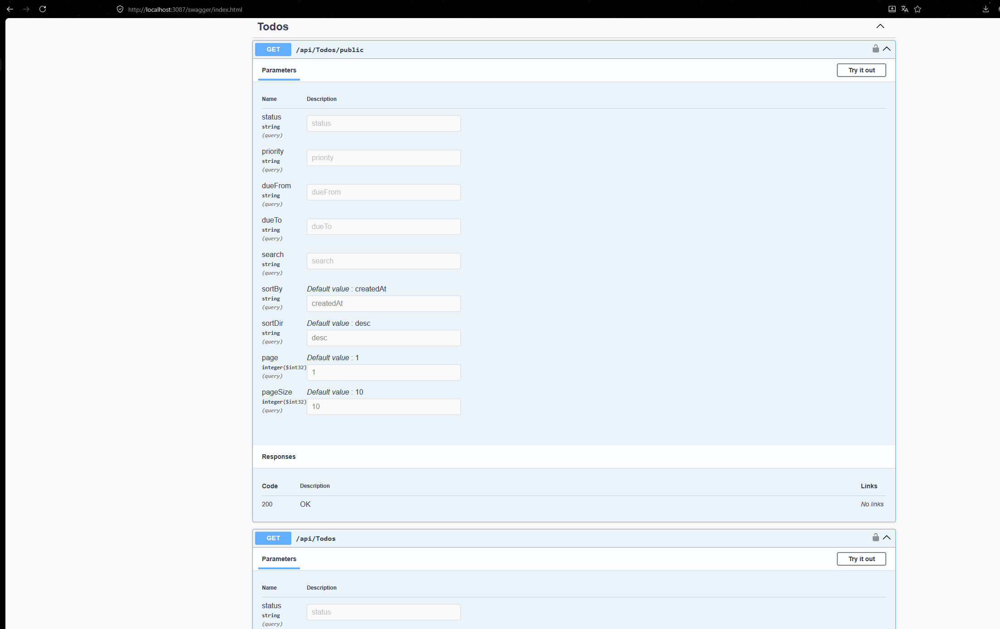 http://localhost:3087/swagger/index.html
Todos
GET /api/Todos/public
Parameters Try it out
Name Description
status
string
(query)
status
priority
string
(query)
priority
dueFrom
string
(query)
dueFrom
dueTo
string
(query)
dueTo
search
string
(query)
search
sortBy
string
(query)
Default value : createdAt
createdAt
sortDir
string
(query)
Default value : desc
desc
page
integer($int32)
(query)
Default value : 1
1
pageSize
integer($int32)
(query)
Default value : 10
10
Responses
Code Description Links
200 OK No links
GET /api/Todos
Parameters Try it out
Name Description
status
string
(query)
status